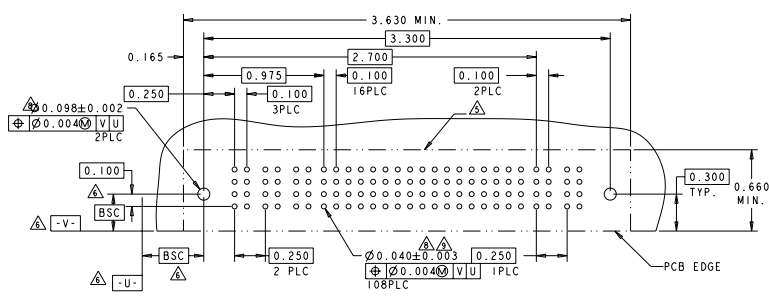 3.630 MIN.
3.300
0.165
2.700
0.975
0.100
0.100
16PLC
2PLC
0.250
0.100
3PLC
Ø0.098±0.002
⌖ Ø0.004Ⓜ V U
2PLC
5
0.100
6
BSC
6
-V-
BSC
6
-U-
6
0.250
2 PLC
8
9
Ø0.040±0.003
⌖ Ø0.004Ⓜ V U
108PLC
0.250
1PLC
0.300
TYP.
0.660
MIN.
PCB EDGE